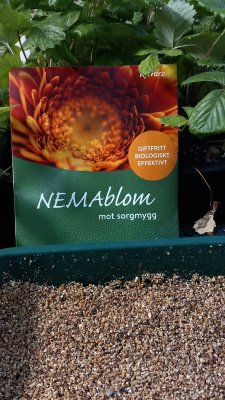 GIFTFRITT
BIOLOGISKT
EFFEKTIVT
NEMAblom
mot sorgmygg